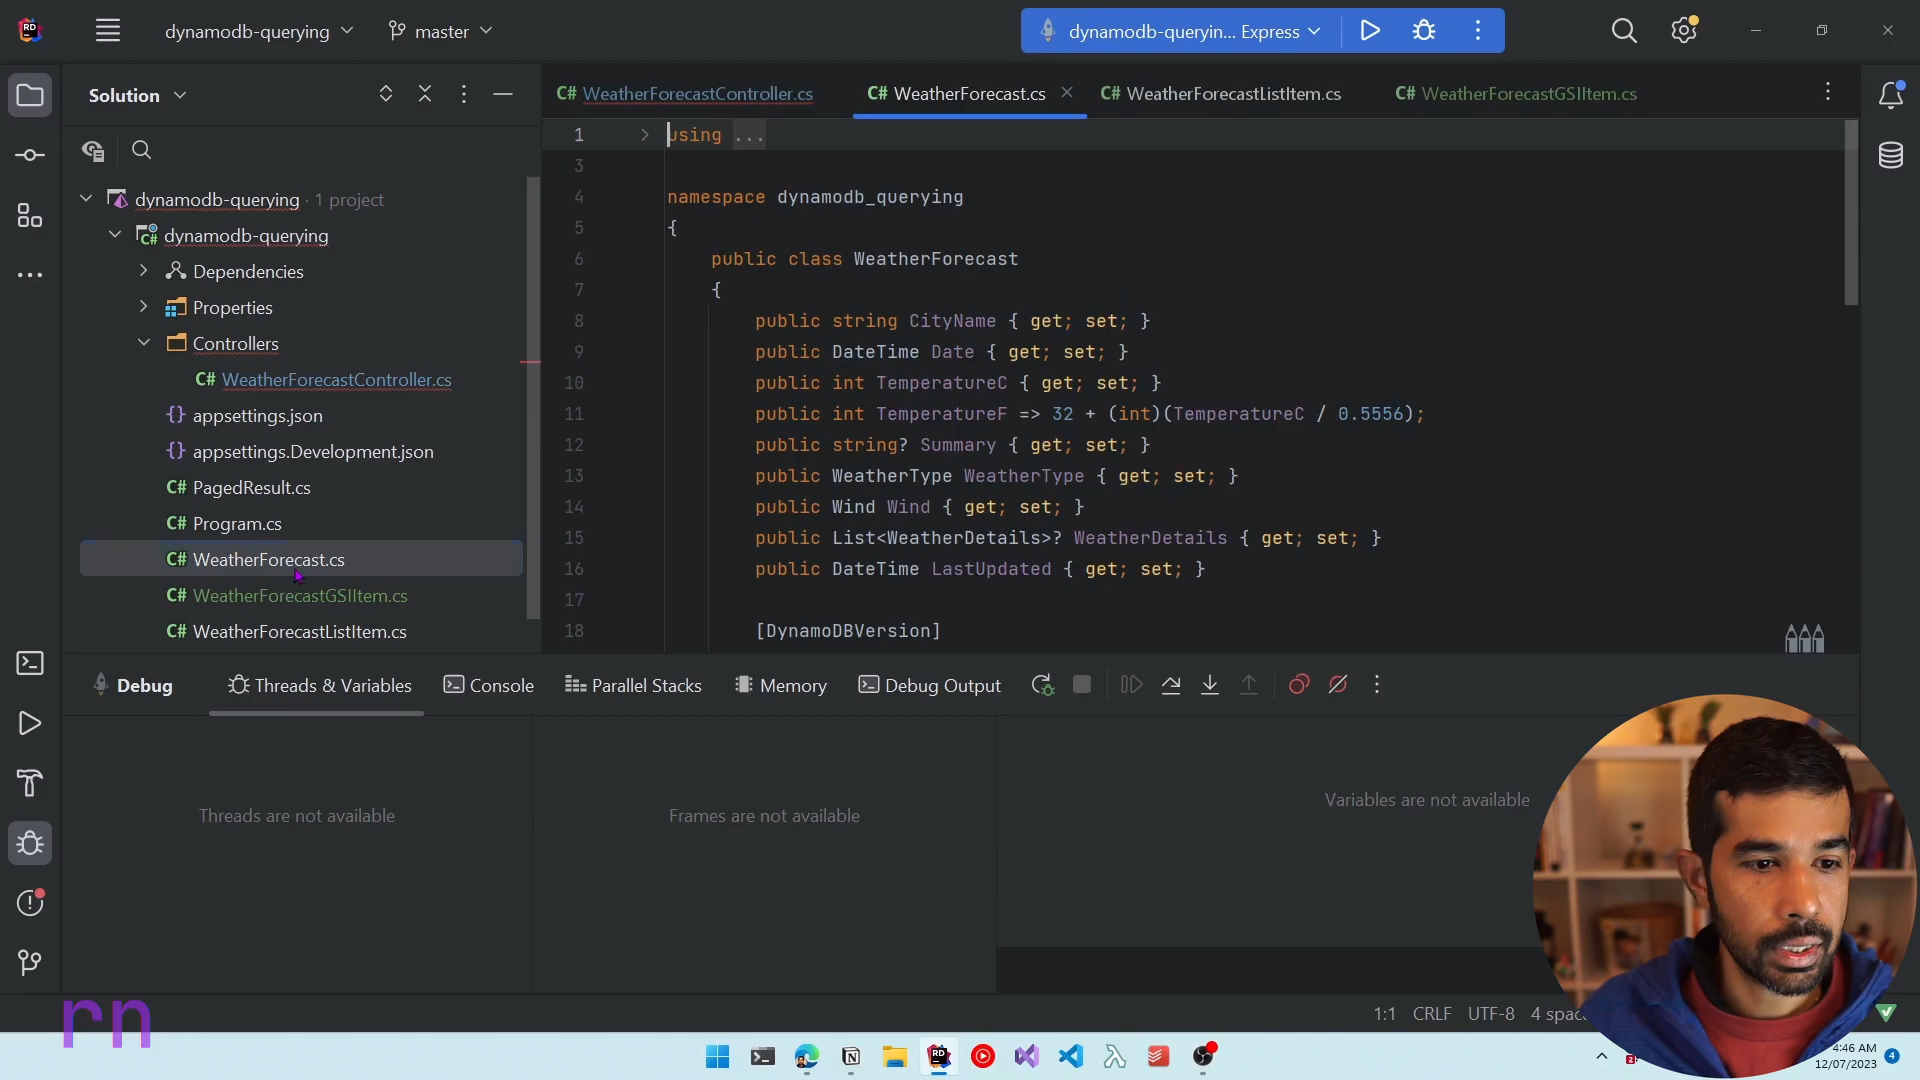 dynamodb-querying
master
dynamodb-queryin... Express
Solution
WeatherForecastController.cs
WeatherForecast.cs
WeatherForecastListItem.cs
WeatherForecastGSIItem.cs
dynamodb-querying · 1 project
dynamodb-querying
Dependencies
Properties
Controllers
C# WeatherForecastController.cs
{} appsettings.json
{} appsettings.Development.json
C# PagedResult.cs
C# Program.cs
C# WeatherForecast.cs
C# WeatherForecastGSIItem.cs
C# WeatherForecastListItem.cs
1 using ...
3
4 namespace dynamodb_querying
5 {
6 public class WeatherForecast
7 {
8 public string CityName { get; set; }
9 public DateTime Date { get; set; }
10 public int TemperatureC { get; set; }
11 public int TemperatureF => 32 + (int)(TemperatureC / 0.5556);
12 public string? Summary { get; set; }
13 public WeatherType WeatherType { get; set; }
14 public Wind Wind { get; set; }
15 public List<WeatherDetails>? WeatherDetails { get; set; }
16 public DateTime LastUpdated { get; set; }
17
18 [DynamoDBVersion]
Debug
Threads & Variables
Console
Parallel Stacks
Memory
Debug Output
Threads are not available
Frames are not available
Variables are not available
1:1 CRLF UTF-8 4 spac
rn
4:46 AM
12/07/2023
4